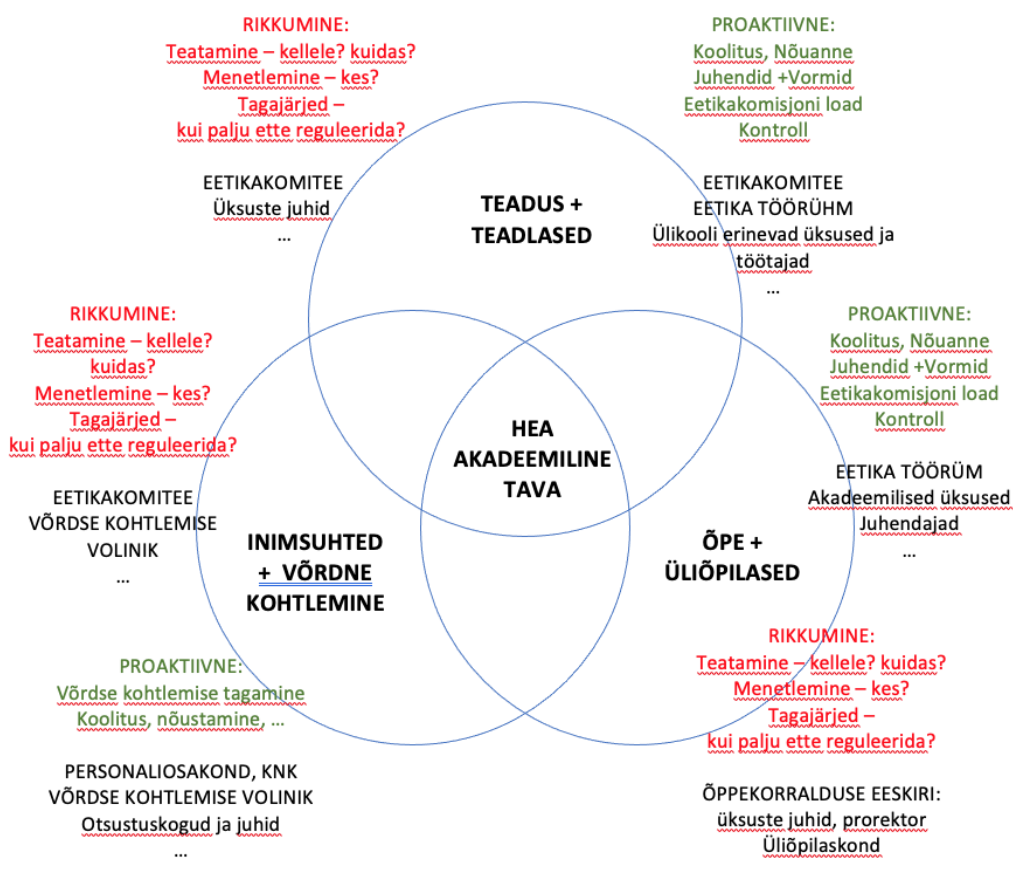 RIKKUMINE:
Teatamine – kellele? kuidas?
Menetlemine – kes?
Tagajärjed –
kui palju ette reguleerida?
PROAKTIIVNE:
Koolitus, Nõuanne
Juhendid +Vormid
Eetikakomisjoni load
Kontroll
EETIKAKOMITEE
Üksuste juhid
...
TEADUS +
TEADLASED
EETIKAKOMITEE
EETIKA TÖÖRÜHM
Ülikooli erinevad üksused ja
töötajad
...
RIKKUMINE:
Teatamine – kellele?
kuidas?
Menetlemine – kes?
Tagajärjed –
kui palju ette reguleerida?
PROAKTIIVNE:
Koolitus, Nõuanne
Juhendid +Vormid
Eetikakomisjoni load
Kontroll
HEA
AKADEEMILINE
TAVA
EETIKAKOMITEE
VÕRDSE KOHTLEMISE
VOLINIK
...
EETIKA TÖÖRÜM
Akadeemilised üksused
Juhendajad
...
INIMSUHTED
+ VÕRDNE
KOHTLEMINE
ÕPE +
ÜLIÕPILASED
PROAKTIIVNE:
Võrdse kohtlemise tagamine
Koolitus, nõustamine, ...
RIKKUMINE:
Teatamine – kellele? kuidas?
Menetlemine – kes?
Tagajärjed –
kui palju ette reguleerida?
PERSONALIOSAKOND, KNK
VÕRDSE KOHTLEMISE VOLINIK
Otsustuskogud ja juhid
...
ÕPPEKORRALDUSE EESKIRI:
üksuste juhid, prorektor
Üliõpilaskond